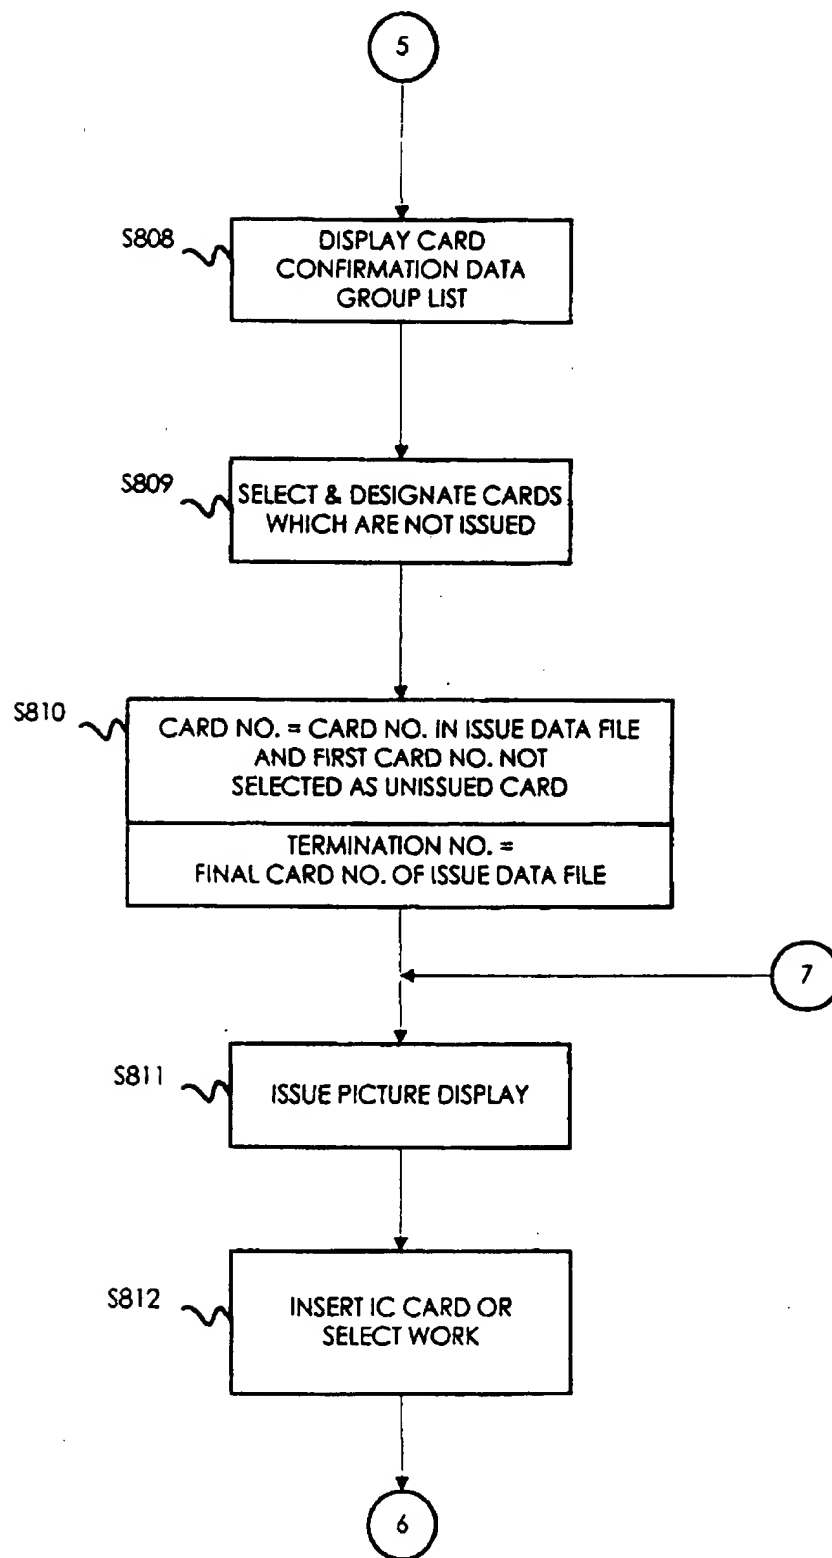 5
S808
DISPLAY CARD
CONFIRMATION DATA
GROUP LIST
S809
SELECT & DESIGNATE CARDS
WHICH ARE NOT ISSUED
S810
CARD NO. = CARD NO. IN ISSUE DATA FILE
AND FIRST CARD NO. NOT
SELECTED AS UNISSUED CARD
TERMINATION NO. =
FINAL CARD NO. OF ISSUE DATA FILE
7
S811
ISSUE PICTURE DISPLAY
S812
INSERT IC CARD OR
SELECT WORK
6